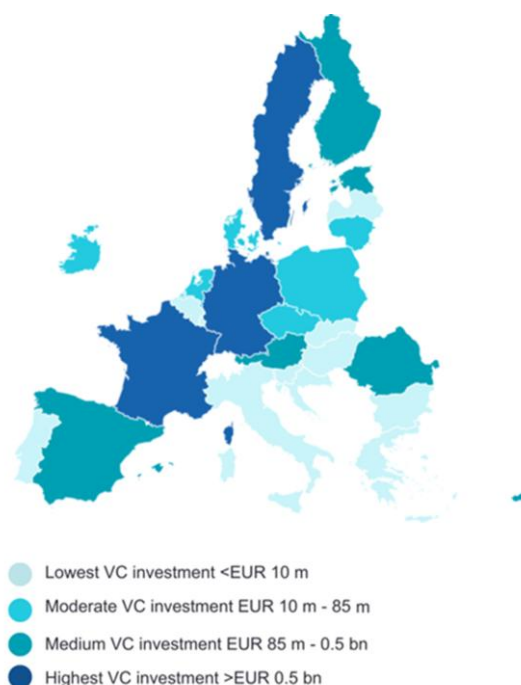 Lowest VC investment <EUR 10 m
Moderate VC investment EUR 10 m - 85 m
Medium VC investment EUR 85 m - 0.5 bn
Highest VC investment >EUR 0.5 bn